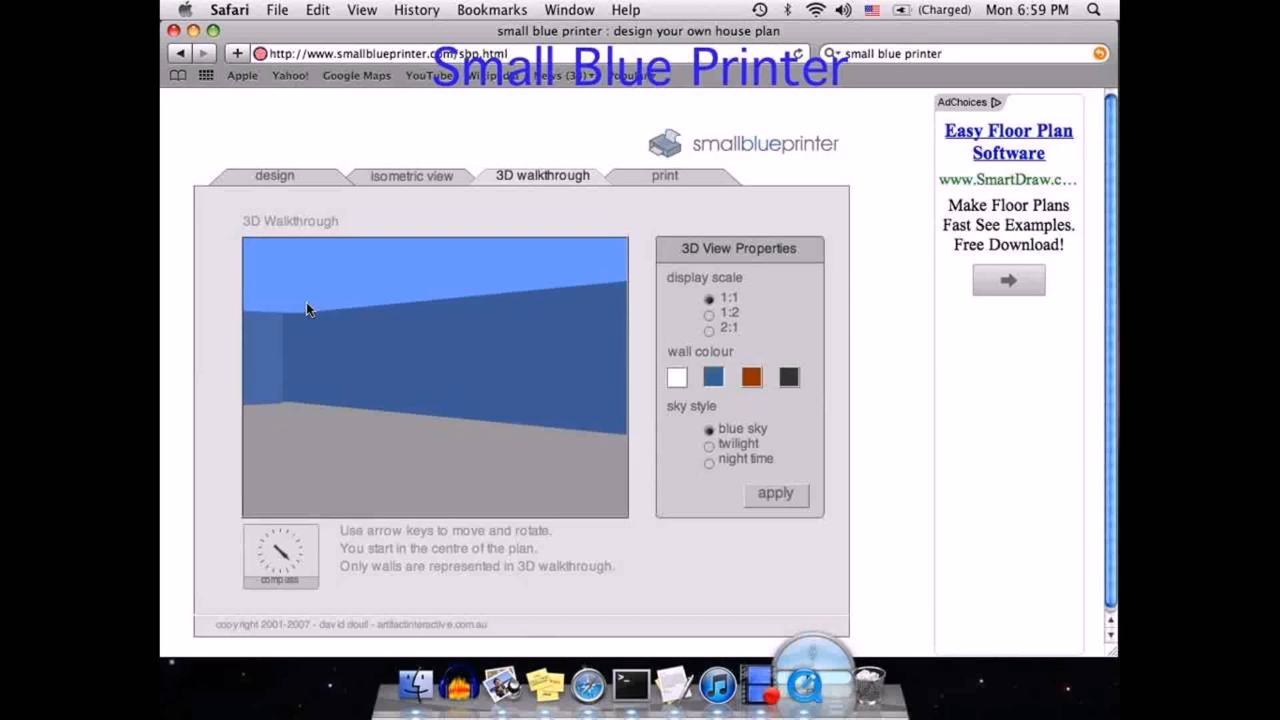 Safari File Edit View History Bookmarks Window Help (Charged) Mon 6:59 PM
small blue printer : design your own house plan
http://www.smallblueprinter.com/sbp.html small blue printer
Small Blue Printer
Apple Yahoo! Google Maps YouTube Wikipedia News (30) Popular
AdChoices
Easy Floor Plan
Software
www.SmartDraw.c...
Make Floor Plans
Fast See Examples.
Free Download!
smallblueprinter
design isometric view 3D walkthrough print
3D Walkthrough
3D View Properties
display scale
1:1
1:2
2:1
wall colour
sky style
blue sky
twilight
night time
apply
Use arrow keys to move and rotate.
You start in the centre of the plan.
Only walls are represented in 3D walkthrough.
compass
copyright 2001-2007 - david doull - artifactinteractive.com.au